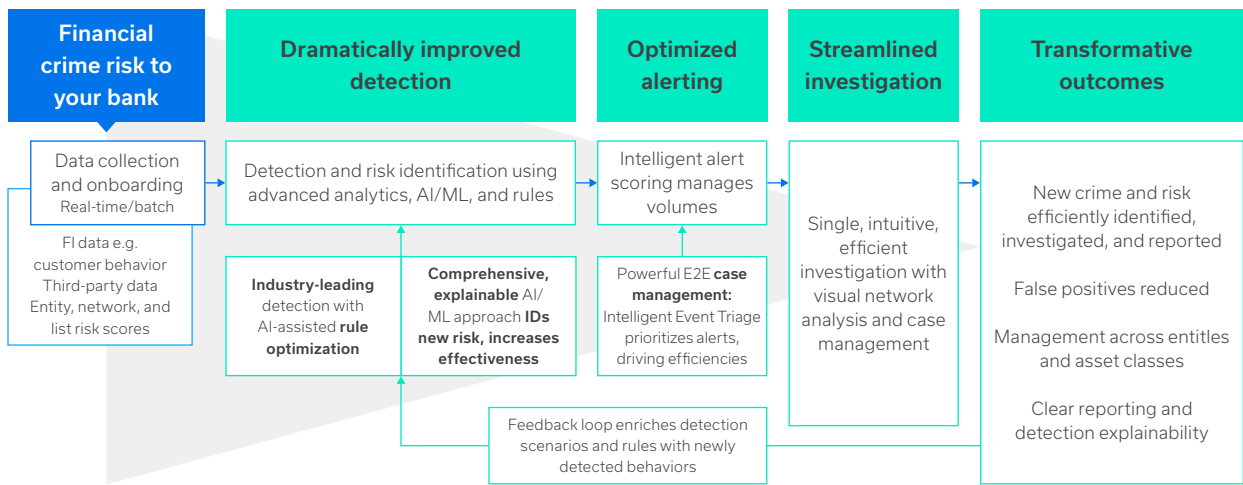 Financial
crime risk to
your bank
Dramatically improved
detection
Optimized
alerting
Streamlined
investigation
Transformative
outcomes
Data collection
and onboarding
Real-time/batch
FI data e.g.
customer behavior
Third-party data
Entity, network, and
list risk scores
Detection and risk identification using
advanced analytics, AI/ML, and rules
Industry-leading
detection with
AI-assisted rule
optimization
Comprehensive,
explainable AI/
ML approach IDs
new risk, increases
effectiveness
Intelligent alert
scoring manages
volumes
Powerful E2E case
management:
Intelligent Event Triage
prioritizes alerts,
driving efficiencies
Single, intuitive,
efficient
investigation with
visual network
analysis and case
management
New crime and risk
efficiently identified,
investigated, and reported
False positives reduced
Management across entities
and asset classes
Clear reporting and
detection explainability
Feedback loop enriches detection
scenarios and rules with newly
detected behaviors